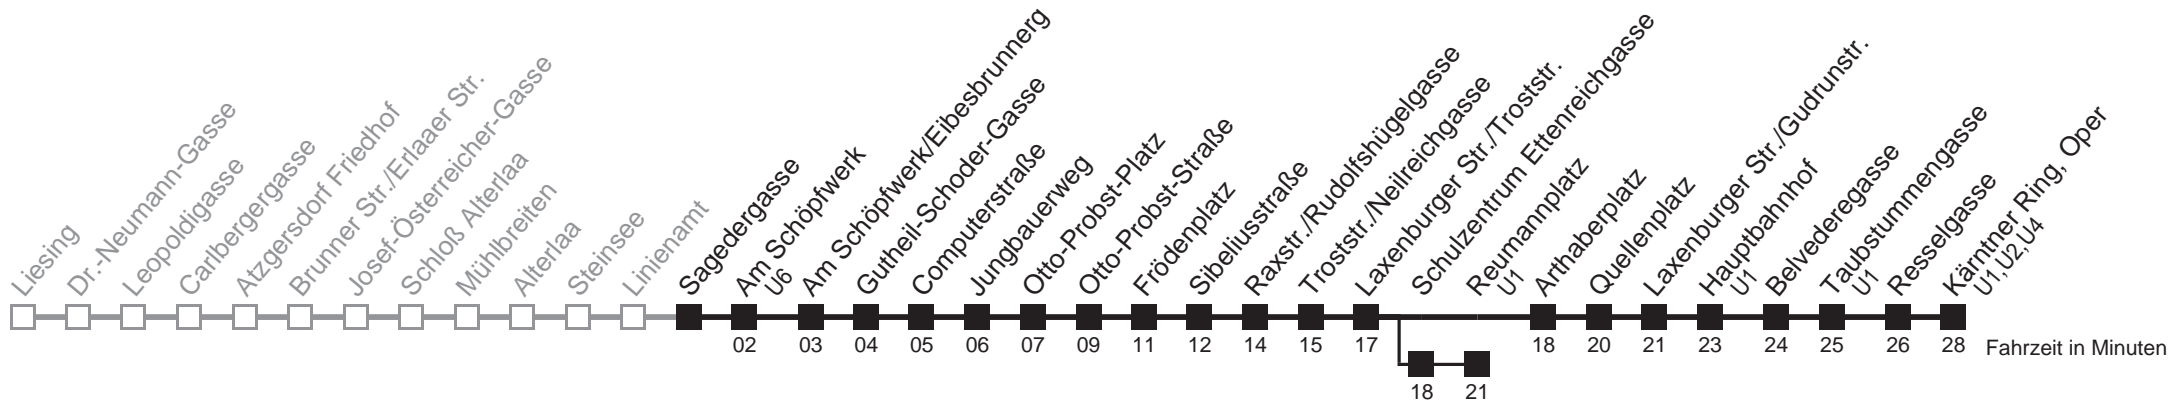 Liesing
Dr.-Neumann-Gasse
Leopoldigasse
Carlbergergasse
Atzgersdorf Friedhof
Brunner Str./Erlaaer Str.
Josef-Österreicher-Gasse
Schloß Alterlaa
Mühlbreiten
Alterlaa
Steinsee
Linienamt
Sagedergasse
Am Schöpfwerk
U6
Am Schöpfwerk/Eibesbrunnerg
Gutheil-Schoder-Gasse
Computerstraße
Jungbauerweg
Otto-Probst-Platz
Otto-Probst-Straße
Frödenplatz
Sibeliusstraße
Raxstr./Rudolfshügelgasse
Troststr./Neilreichgasse
Laxenburger Str./Troststr.
Schulzentrum Ettenreichgasse
Reumannplatz
U1
Arthaberplatz
Quellenplatz
Laxenburger Str./Gudrunstr.
Hauptbahnhof
U1
Belvederegasse
Taubstummengasse
U1
Resselgasse
Kärntner Ring, Oper
U1,U2,U4
02 03 04 05 06 07 09 11 12 14 15 17 18 20 21 23 24 25 26 28 Fahrzeit in Minuten
18 21